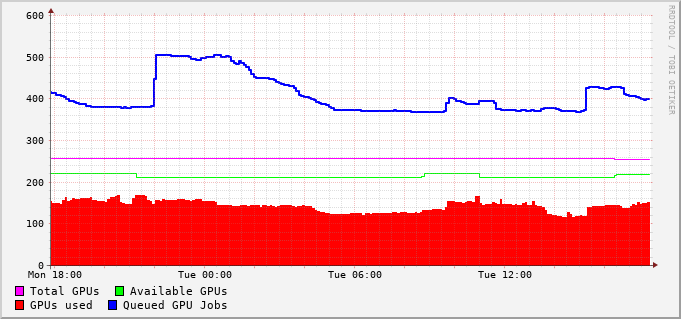 600
500
400
300
200
100
0
Mon 18:00 Tue 00:00 Tue 06:00 Tue 12:00
Total GPUs Available GPUs
GPUs used Queued GPU Jobs
RRDTOOL / TOBI OETIKER